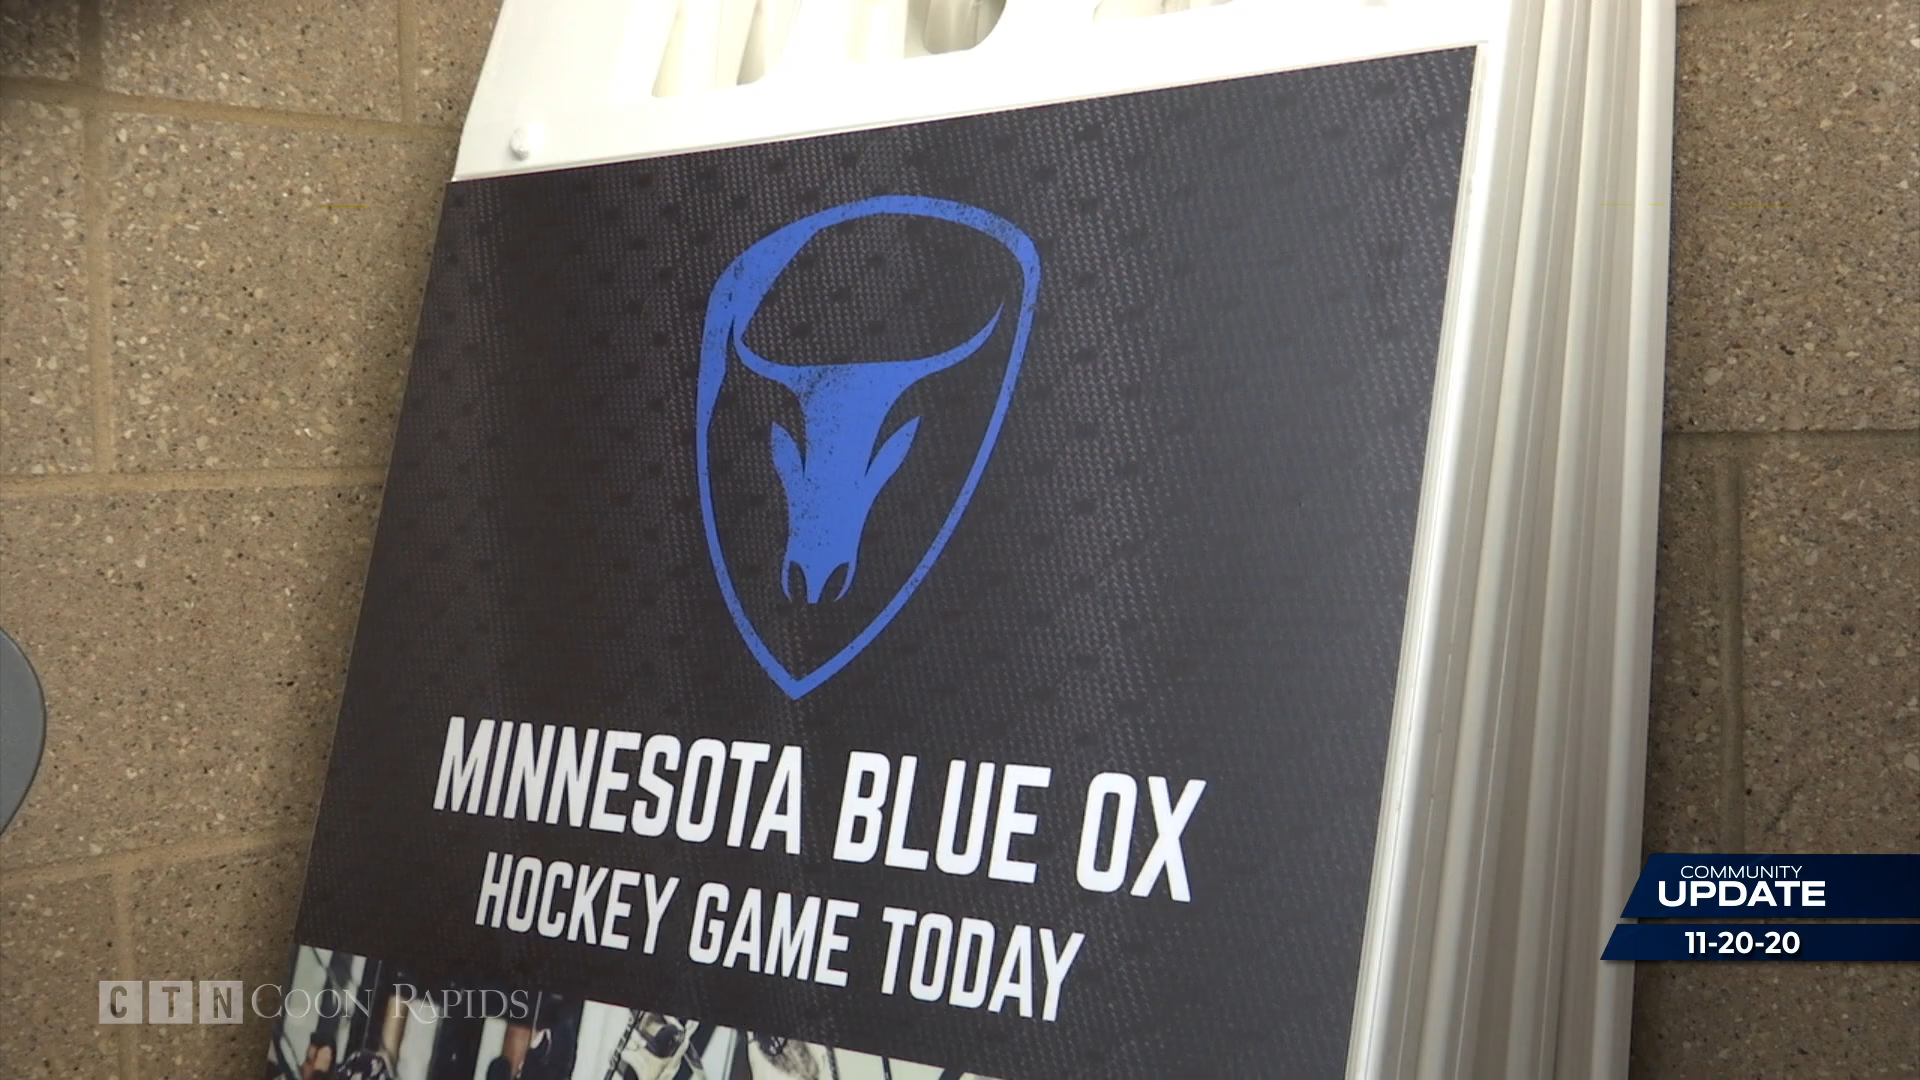 MINNESOTA BLUE OX
HOCKEY GAME TODAY
COMMUNITY
UPDATE
11-20-20
CTN COON RAPIDS